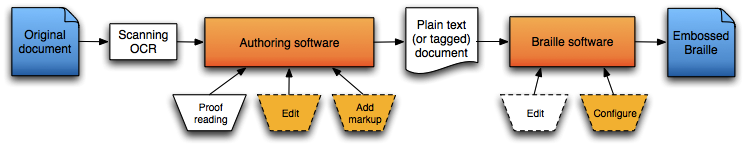 Original
document
Scanning
OCR
Authoring software
Plain text
(or tagged)
document
Braille software
Embossed
Braille
Proof
reading
Edit
Add
markup
Edit
Configure